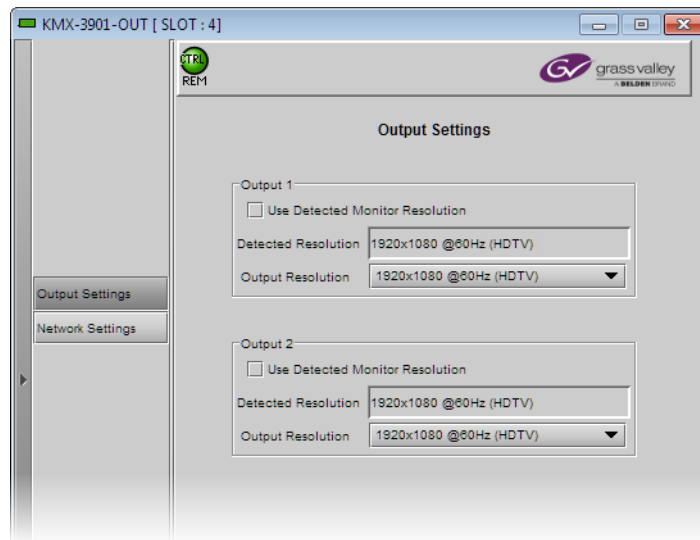 KMX-3901-OUT [ SLOT : 4]
CTRL
REM
GV grass valley
A BELDEN BRAND
Output Settings
Output Settings
Network Settings
Output 1
Use Detected Monitor Resolution
Detected Resolution 1920x1080 @60Hz (HDTV)
Output Resolution 1920x1080 @60Hz (HDTV)
Output 2
Use Detected Monitor Resolution
Detected Resolution 1920x1080 @60Hz (HDTV)
Output Resolution 1920x1080 @60Hz (HDTV)